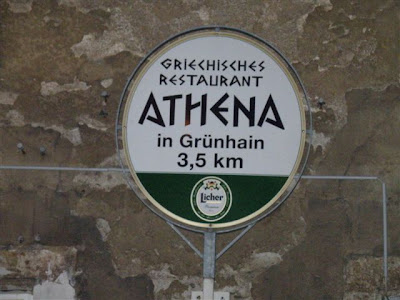 GRIECHISCHES
RESTAURANT
ATHENA
in Grünhain
3,5 km
Licher